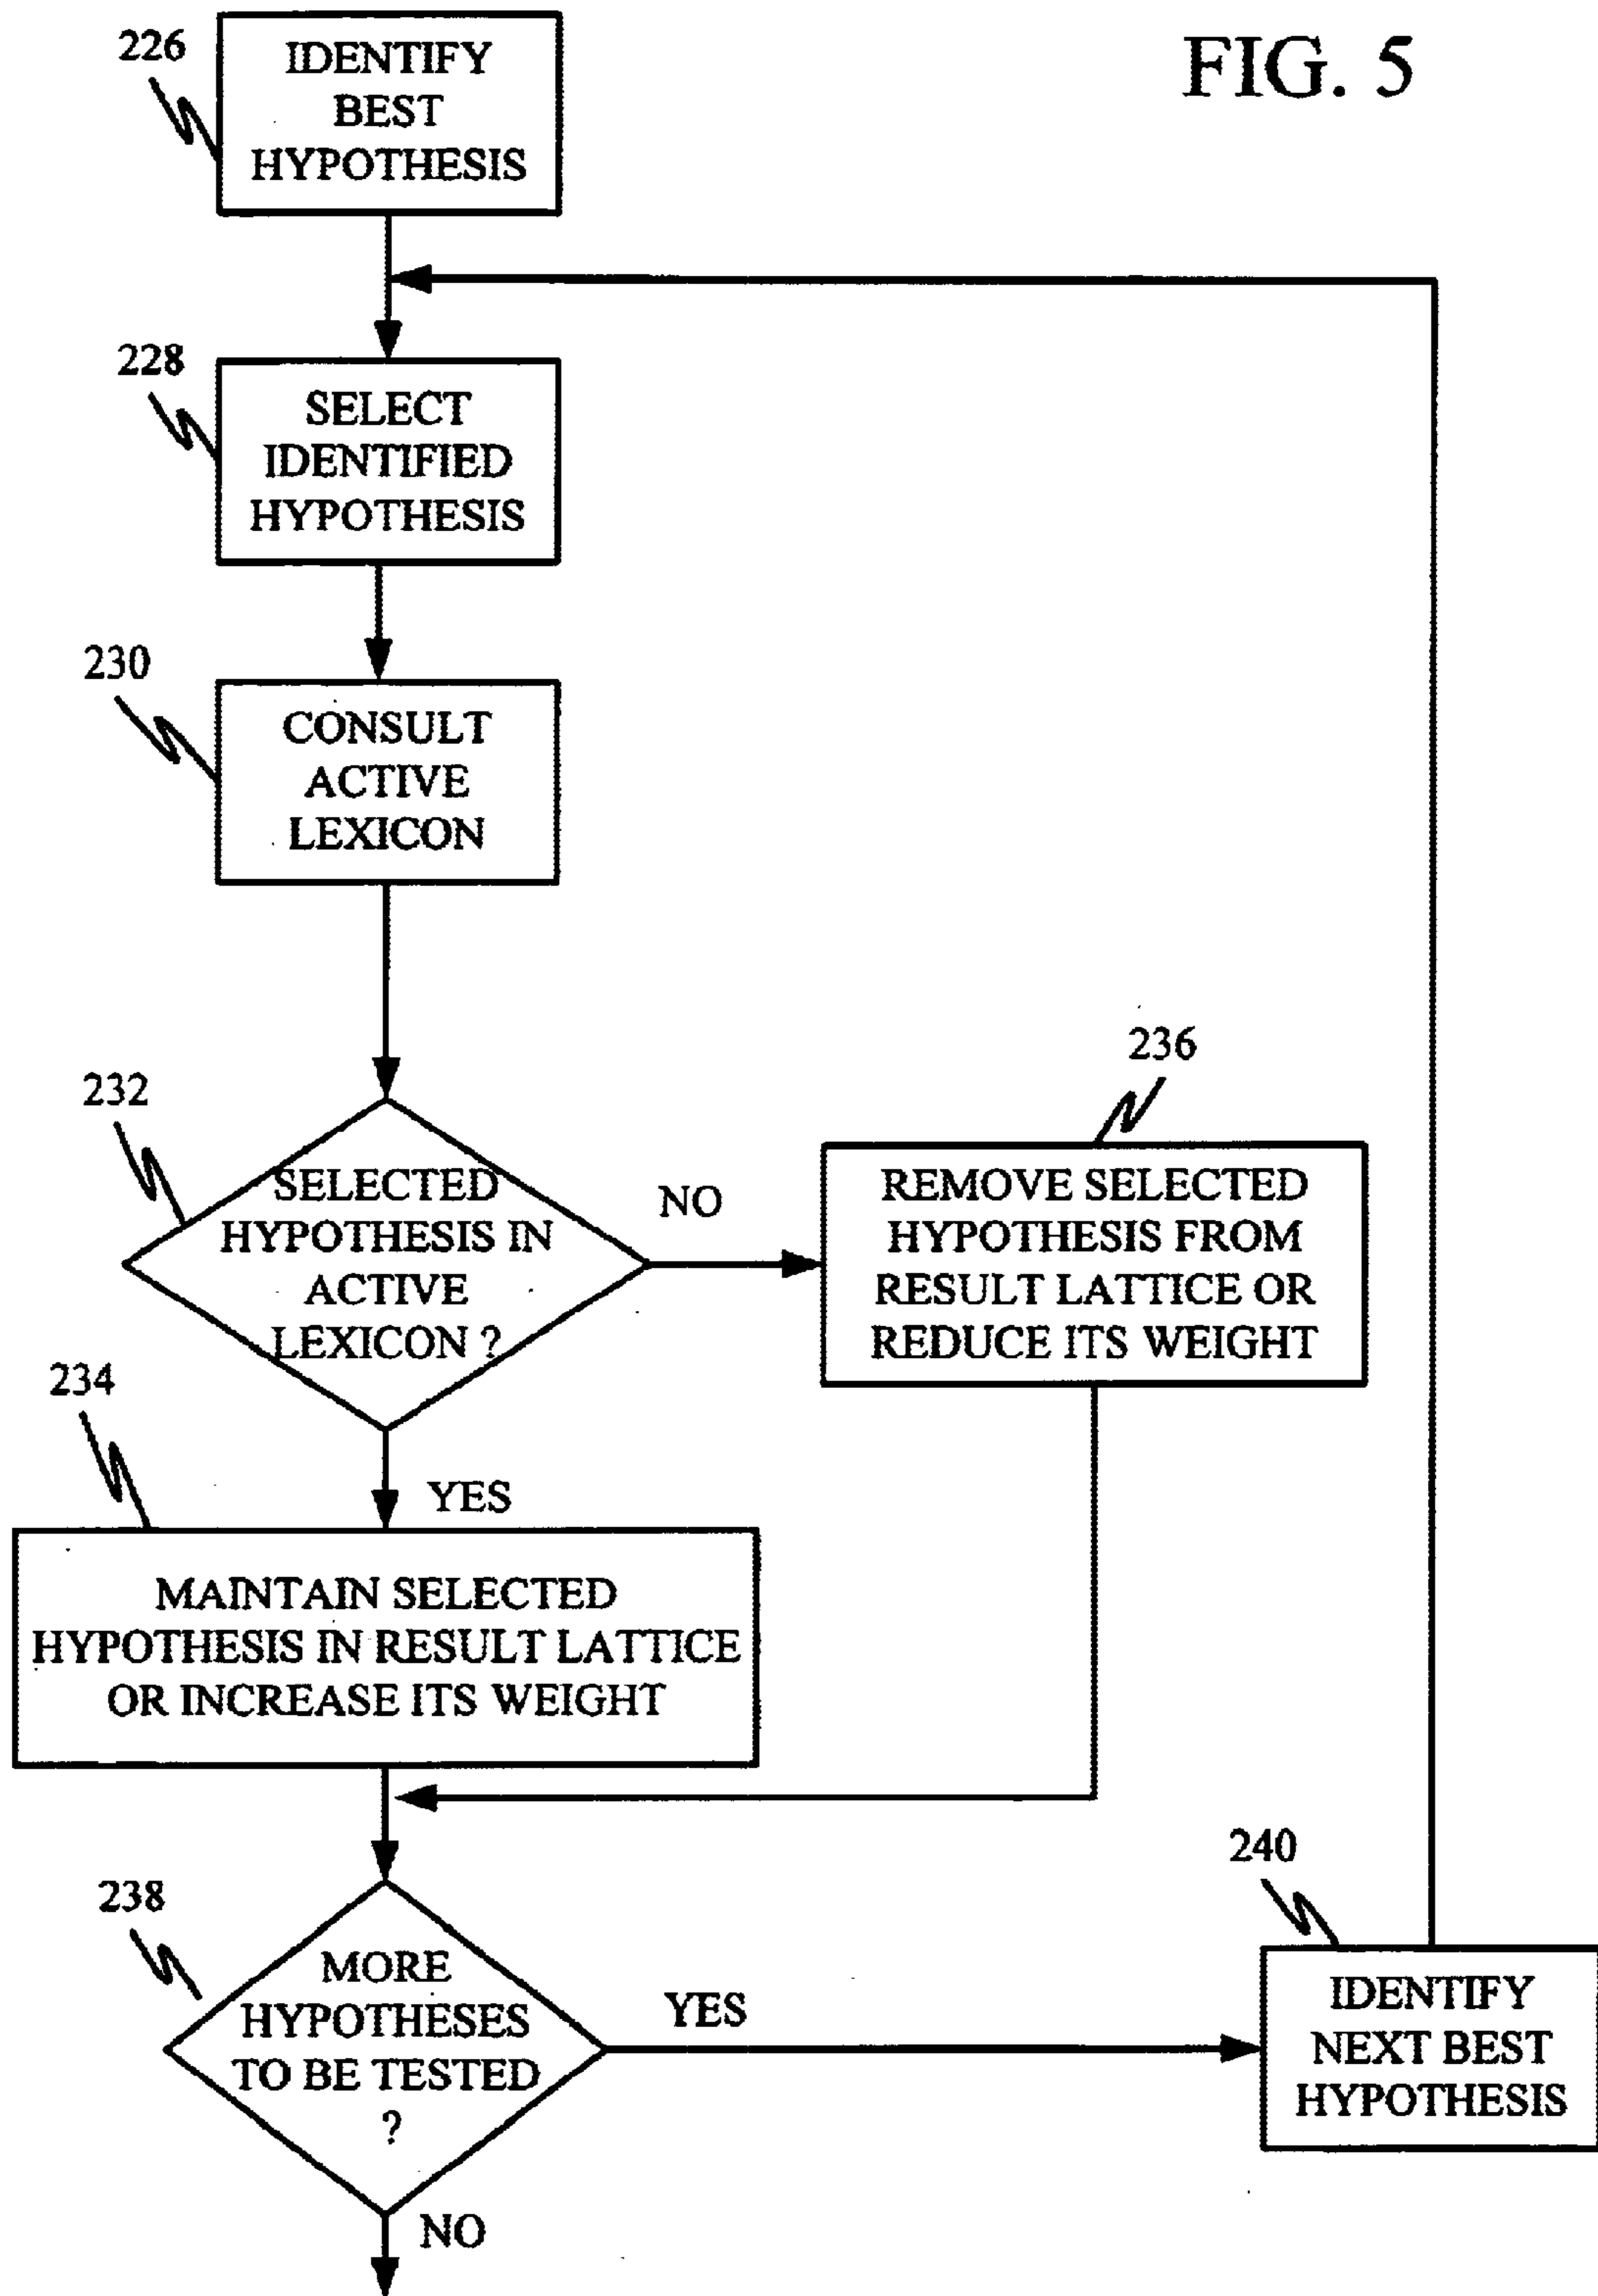 FIG. 5
226
IDENTIFY
BEST
HYPOTHESIS
228
SELECT
IDENTIFIED
HYPOTHESIS
230
CONSULT
ACTIVE
LEXICON
232
SELECTED
HYPOTHESIS IN
ACTIVE
LEXICON ?
NO
236
REMOVE SELECTED
HYPOTHESIS FROM
RESULT LATTICE OR
REDUCE ITS WEIGHT
YES
234
MAINTAIN SELECTED
HYPOTHESIS IN RESULT LATTICE
OR INCREASE ITS WEIGHT
238
MORE
HYPOTHESES
TO BE TESTED
?
YES
240
IDENTIFY
NEXT BEST
HYPOTHESIS
NO